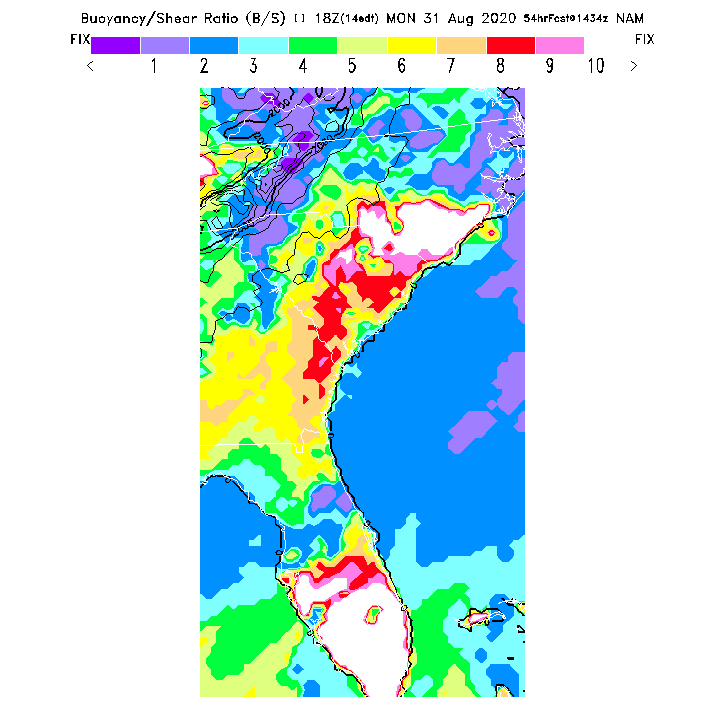 Buoyancy/Shear Ratio (B/S) [] 18Z(14edt) MON 31 Aug 2020 54hrFcst@1434z NAM
FIX FIX
< 1 2 3 4 5 6 7 8 9 10 >
2000